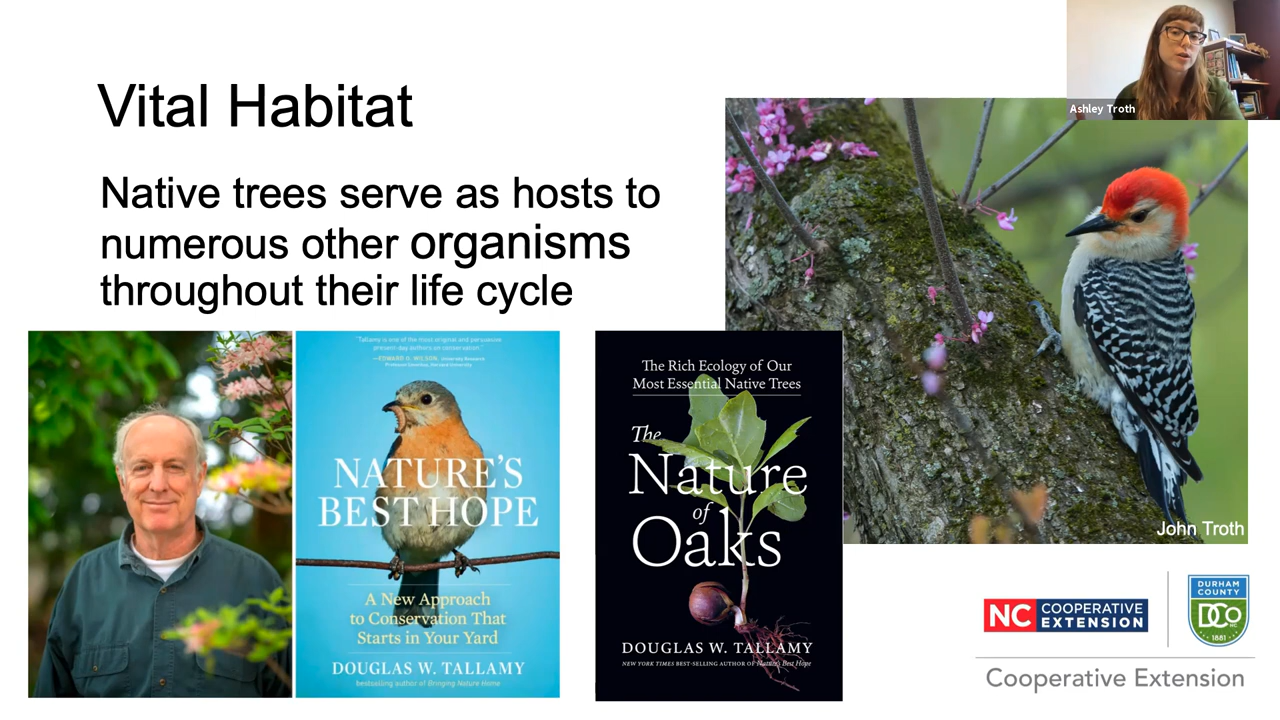 Ashley Troth
Vital Habitat
Native trees serve as hosts to
numerous other organisms
throughout their life cycle
"Tallamy is one of the most original and persuasive
present-day authors on conservation."
—EDWARD O. WILSON, University Research
Professor Emeritus, Harvard University
NATURE'S
BEST HOPE
A New Approach
to Conservation That
Starts in Your Yard
DOUGLAS W. TALLAMY
bestselling author of Bringing Nature Home
The Rich Ecology of Our
Most Essential Native Trees
The
Nature
of
Oaks
DOUGLAS W. TALLAMY
NEW YORK TIMES BEST-SELLING AUTHOR OF Nature's Best Hope
John Troth
NC COOPERATIVE
EXTENSION
DURHAM
COUNTY
DCo
NC
1881
Cooperative Extension